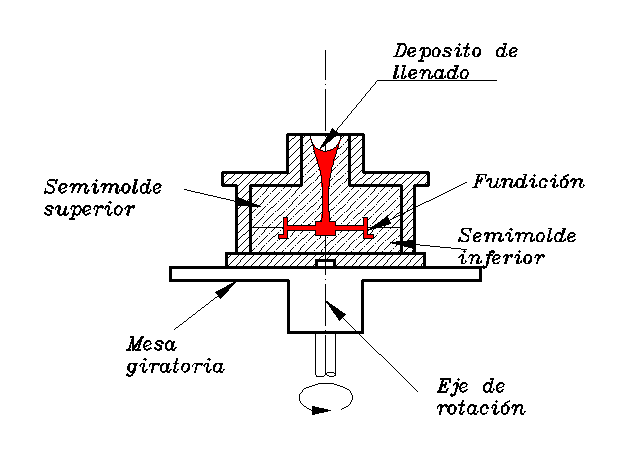 Deposito de
llenado
Semimolde
superior
Fundición
Semimolde
inferior
Mesa
giratoria
Eje de
rotación